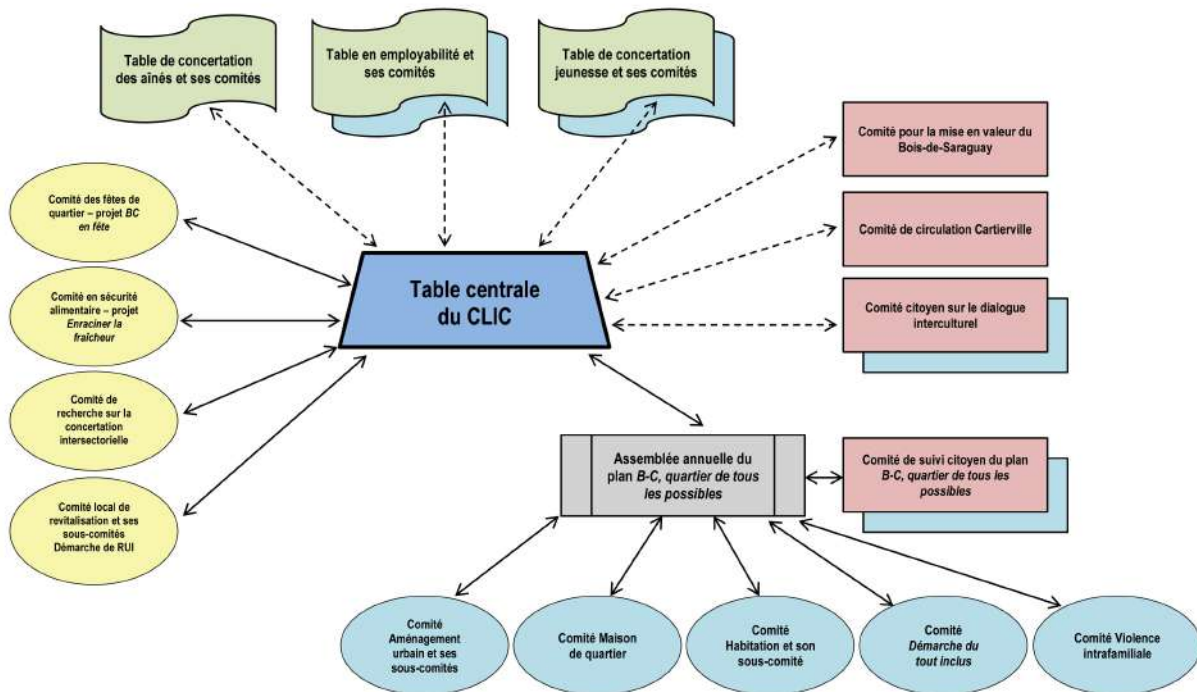 Table de concertation
des aînés et ses comités
Table en employabilité et
ses comités
Table de concertation
jeunesse et ses comités
Comité pour la mise en valeur du
Bois-de-Saraguay
Comité de circulation Cartierville
Comité citoyen sur le dialogue
interculturel
Comité des fêtes de
quartier – projet BC
en fête
Comité en sécurité
alimentaire – projet
Enraciner la
fraîcheur
Comité de
recherche sur la
concertation
intersectorielle
Comité local de
revitalisation et ses
sous-comités
Démarche de RUI
Table centrale
du CLIC
Assemblée annuelle du
plan B-C, quartier de tous
les possibles
Comité de suivi citoyen du plan
B-C, quartier de tous les
possibles
Comité
Aménagement
urbain et ses
sous-comités
Comité Maison
de quartier
Comité
Habitation et son
sous-comité
Comité
Démarche du
tout inclus
Comité Violence
intrafamiliale